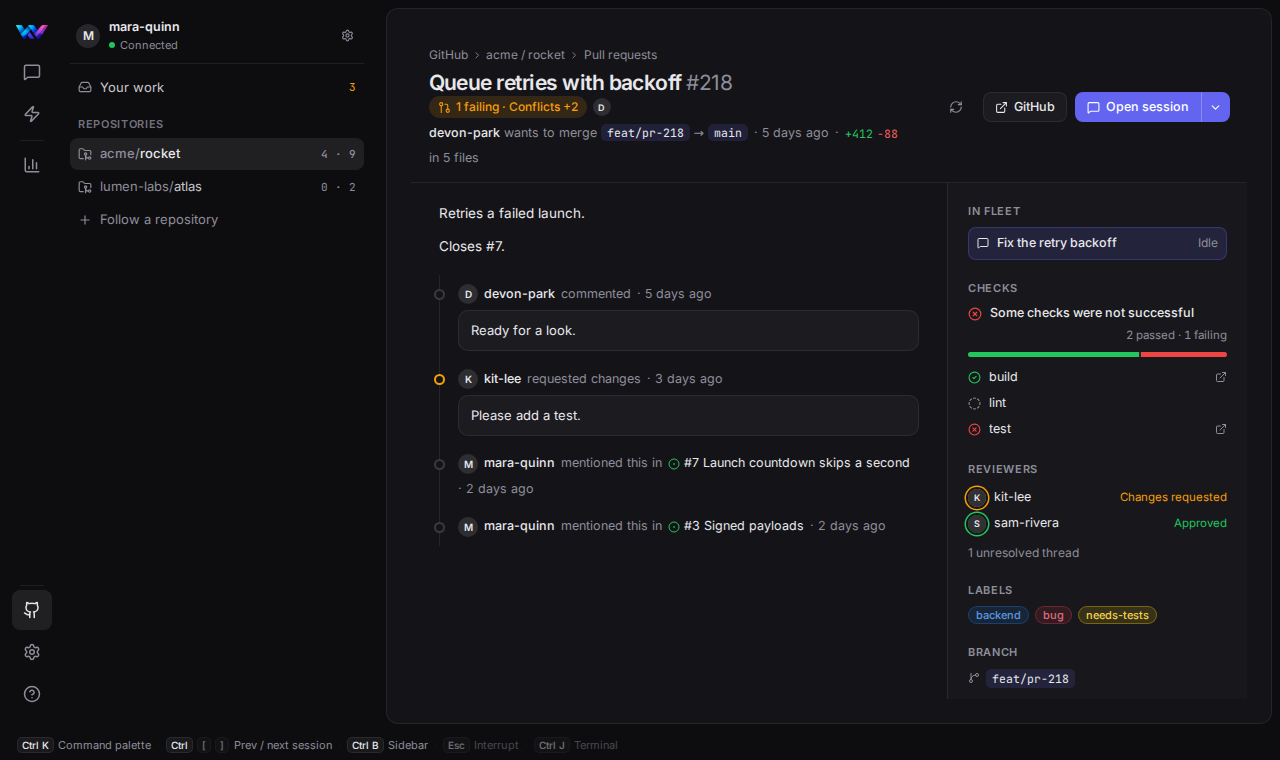 M
mara-quinn
Connected
Your work 3
REPOSITORIES
acme/rocket 4 · 9
lumen-labs/atlas 0 · 2
Follow a repository
GitHub › acme / rocket › Pull requests
Queue retries with backoff #218
1 failing · Conflicts +2 D
GitHub
Open session
devon-park wants to merge feat/pr-218 → main · 5 days ago · +412 -88
in 5 files
Retries a failed launch.
Closes #7.
D devon-park commented · 5 days ago
Ready for a look.
K kit-lee requested changes · 3 days ago
Please add a test.
M mara-quinn mentioned this in #7 Launch countdown skips a second
· 2 days ago
M mara-quinn mentioned this in #3 Signed payloads · 2 days ago
IN FLEET
Fix the retry backoff Idle
CHECKS
Some checks were not successful
2 passed · 1 failing
build
lint
test
REVIEWERS
K kit-lee Changes requested
S sam-rivera Approved
1 unresolved thread
LABELS
backend bug needs-tests
BRANCH
feat/pr-218
Ctrl K Command palette Ctrl [ ] Prev / next session Ctrl B Sidebar Esc Interrupt Ctrl J Terminal